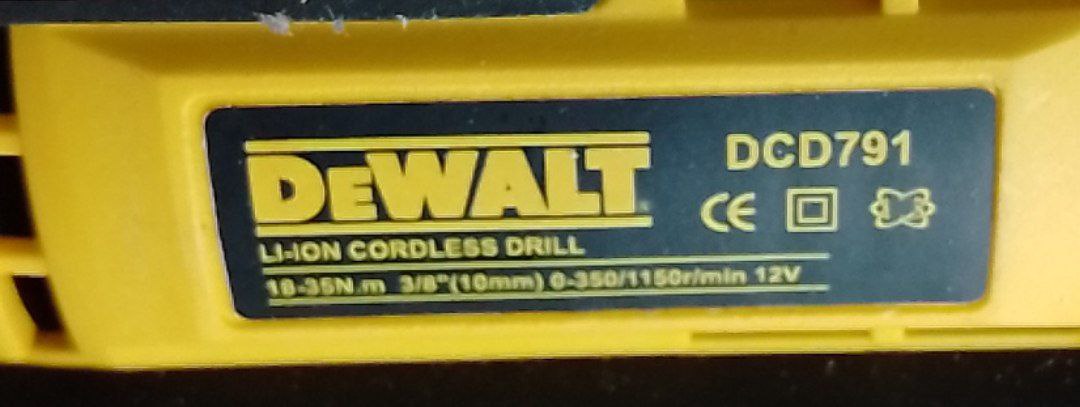 DEWALT
DCD791
CE
LI-ION CORDLESS DRILL
18-35N.m 3/8"(10mm) 0-350/1150r/min 12V